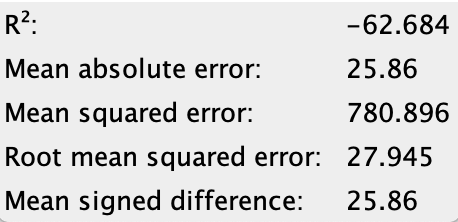 R²: −62.684
Mean absolute error: 25.86
Mean squared error: 780.896
Root mean squared error: 27.945
Mean signed difference: 25.86